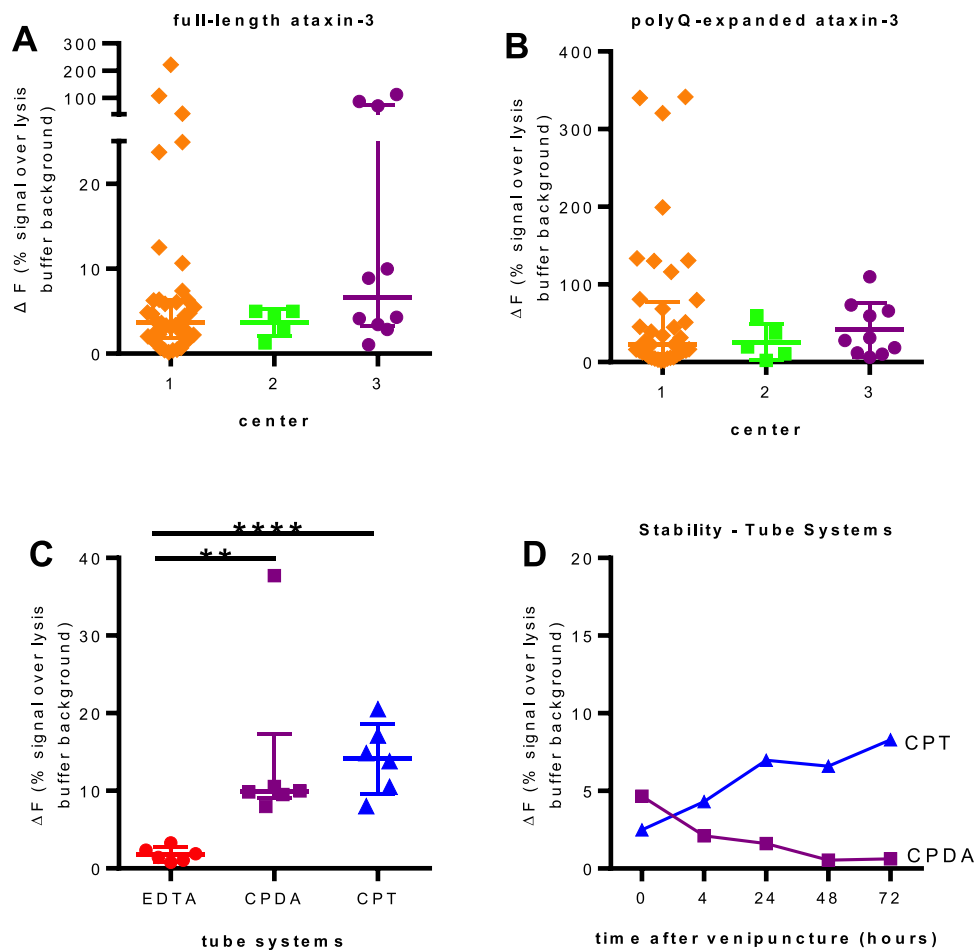 A
full-length ataxin-3
Δ F (% signal over lysis
buffer background)
300
200
100
20
10
0
1
2
3
center
B
polyQ-expanded ataxin-3
Δ F (% signal over lysis
buffer background)
400
300
200
100
0
1
2
3
center
C
****
**
Δ F (% signal over lysis
buffer background)
40
30
20
10
0
EDTA
CPDA
CPT
tube systems
D
Stability - Tube Systems
Δ F (% signal over lysis
buffer background)
20
15
10
5
0
CPT
CPDA
0
4
24
48
72
time after venipuncture (hours)